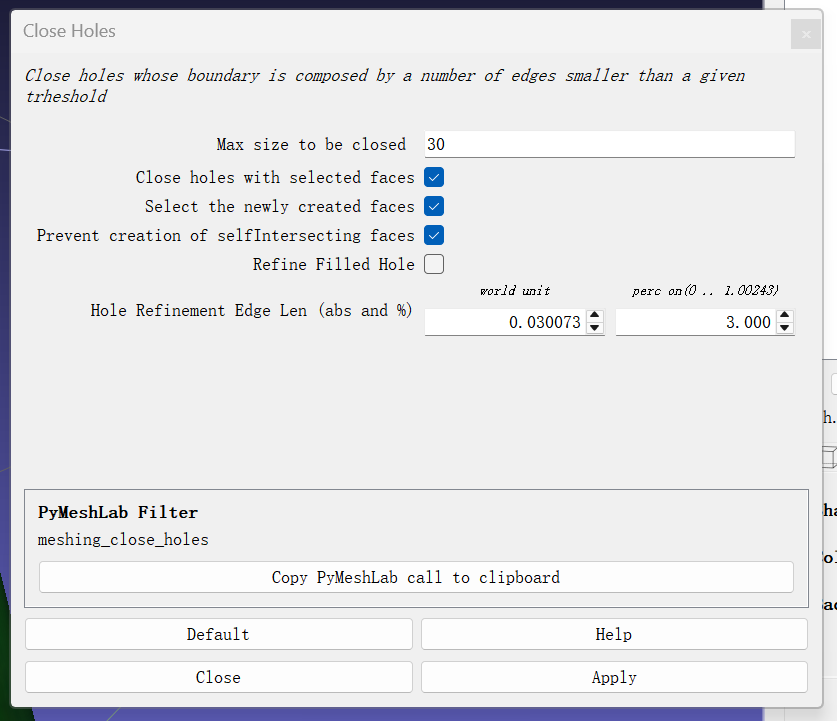 Close Holes
Close holes whose boundary is composed by a number of edges smaller than a given
trheshold
Max size to be closed 30
Close holes with selected faces
Select the newly created faces
Prevent creation of selfIntersecting faces
Refine Filled Hole
world unit perc on(0 .. 1.00243)
Hole Refinement Edge Len (abs and %) 0.030073 3.000
PyMeshLab Filter
meshing_close_holes
Copy PyMeshLab call to clipboard
Default Help
Close Apply